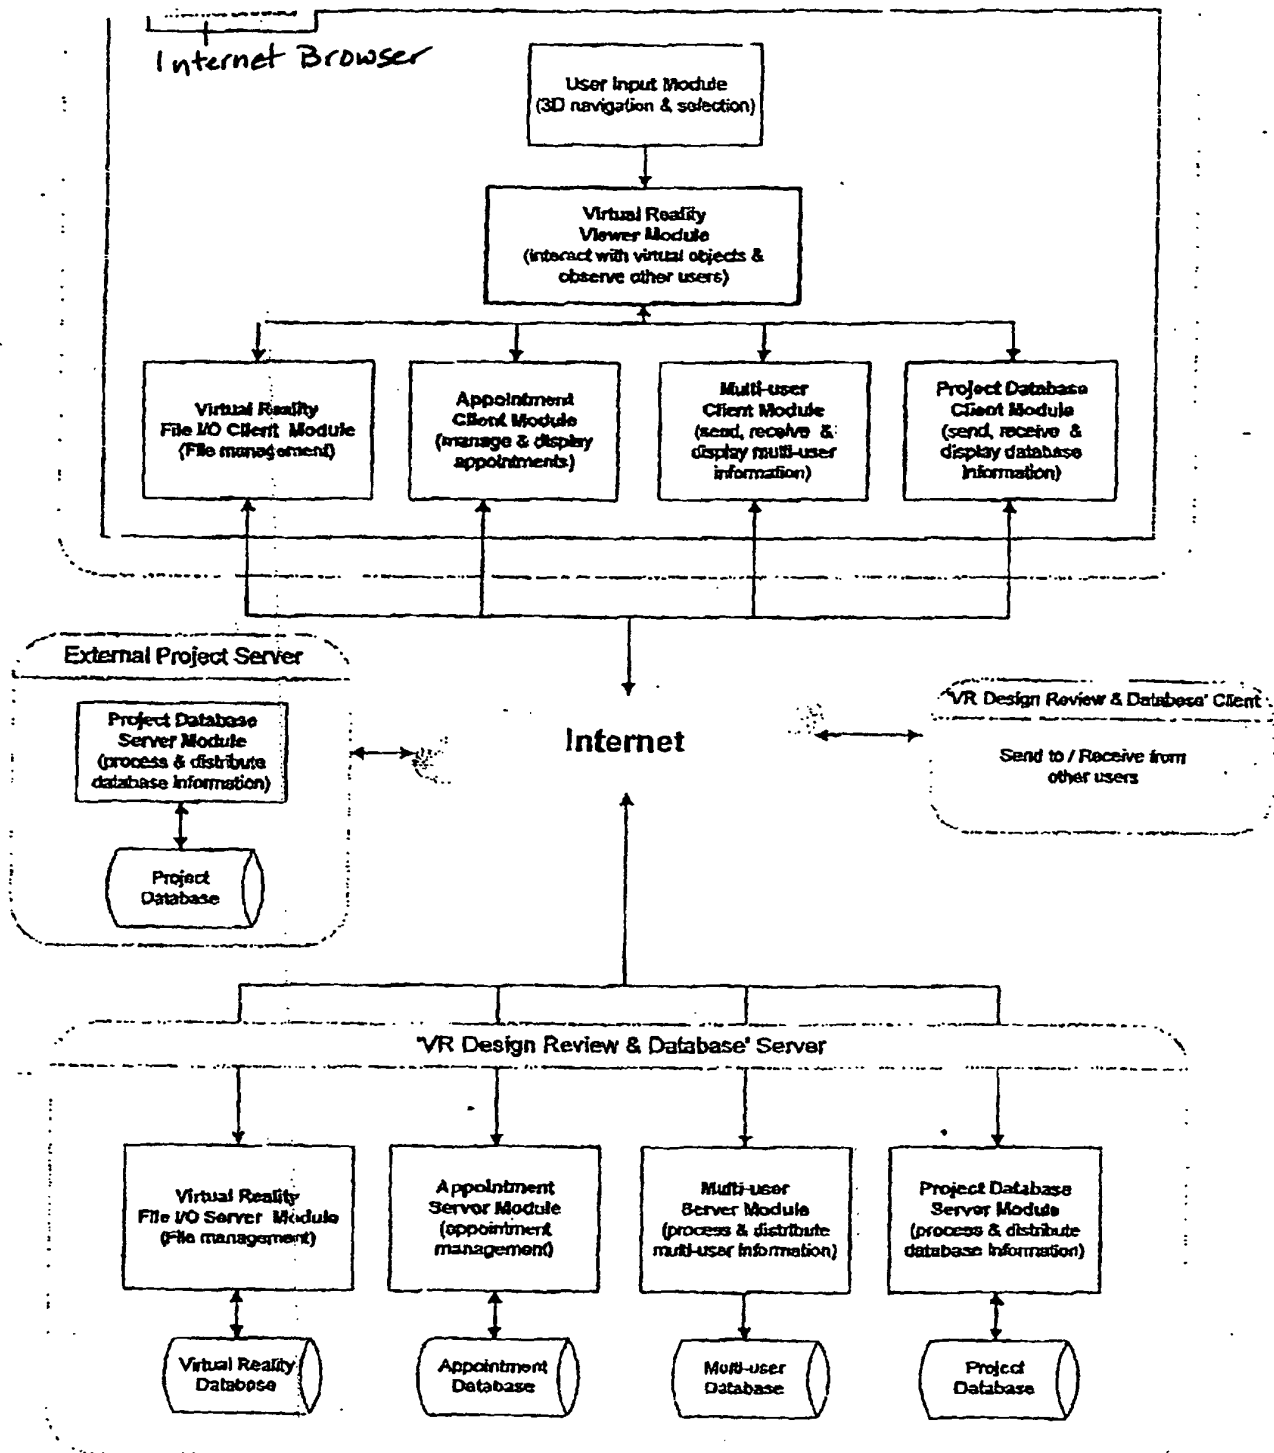 Internet Browser
User Input Module
(3D navigation & selection)
Virtual Reality
Viewer Module
(interact with virtual objects &
observe other users)
Virtual Reality
File I/O Client Module
(File management)
Appointment
Client Module
(manage & display
appointments)
Multi-user
Client Module
(send, receive &
display multi-user
information)
Project Database
Client Module
(send, receive &
display database
information)
External Project Server
Project Database
Server Module
(process & distribute
database information)
Project
Database
Internet
'VR Design Review & Database' Client
Send to / Receive from
other users
'VR Design Review & Database' Server
Virtual Reality
File I/O Server Module
(File management)
Appointment
Server Module
(appointment
management)
Multi-user
Server Module
(process & distribute
multi-user information)
Project Database
Server Module
(process & distribute
database information)
Virtual Reality
Database
Appointment
Database
Multi-user
Database
Project
Database